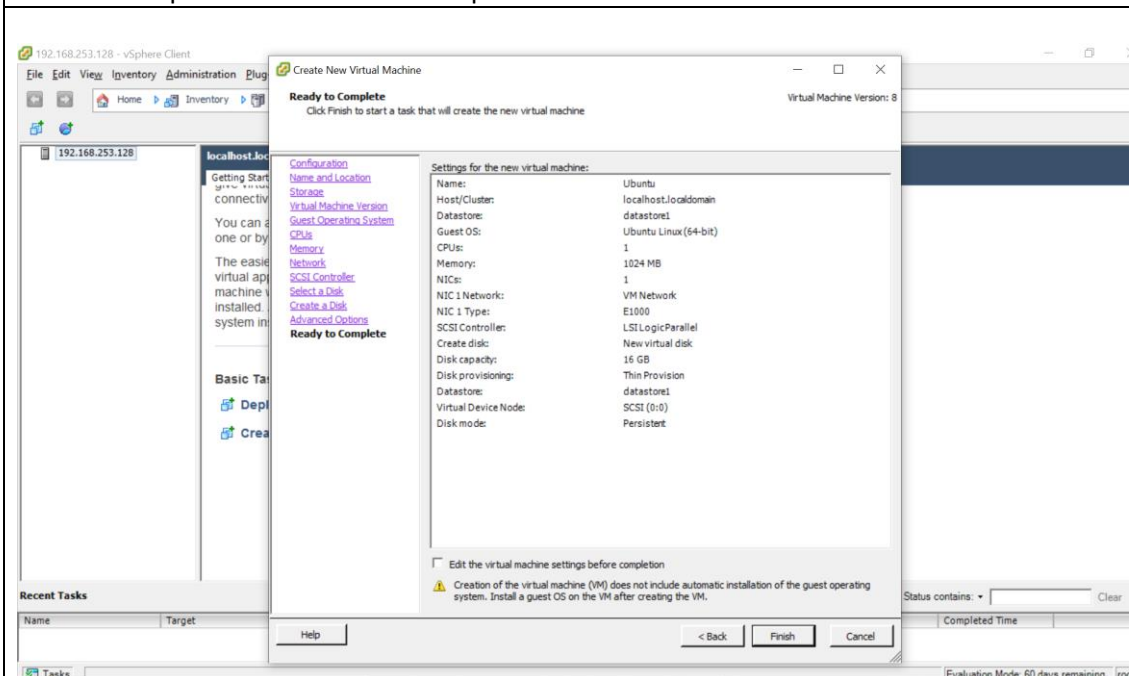 192.168.253.128 - vSphere Client
File Edit View Inventory Administration Plug
Home Inventory
192.168.253.128
localhost.loc
Getting Start
connectiv
You can a
one or by
The easie
virtual app
machine v
installed.
system in
Basic Ta
Depl
Crea
Create New Virtual Machine
Ready to Complete
Click Finish to start a task that will create the new virtual machine
Virtual Machine Version: 8
Configuration
Name and Location
Storage
Virtual Machine Version
Guest Operating System
CPUs
Memory
Network
SCSI Controller
Select a Disk
Create a Disk
Advanced Options
Ready to Complete
Settings for the new virtual machine:
Name: Ubuntu
Host/Cluster: localhost.localdomain
Datastore: datastore1
Guest OS: Ubuntu Linux (64-bit)
CPUs: 1
Memory: 1024 MB
NICs: 1
NIC 1 Network: VM Network
NIC 1 Type: E1000
SCSI Controller: LSI Logic Parallel
Create disk: New virtual disk
Disk capacity: 16 GB
Disk provisioning: Thin Provision
Datastore: datastore1
Virtual Device Node: SCSI (0:0)
Disk mode: Persistent
Edit the virtual machine settings before completion
Creation of the virtual machine (VM) does not include automatic installation of the guest operating
system. Install a guest OS on the VM after creating the VM.
Help < Back Finish Cancel
Recent Tasks
Status contains: Clear
Name Target Completed Time
Tasks
Evaluation Mode: 60 days remaining